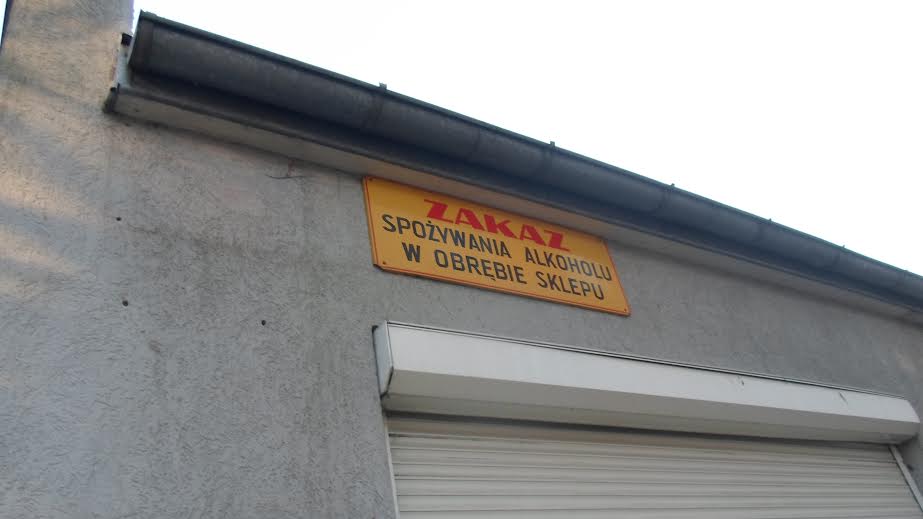 ZAKAZ
SPOŻYWANIA ALKOHOLU
W OBRĘBIE SKLEPU